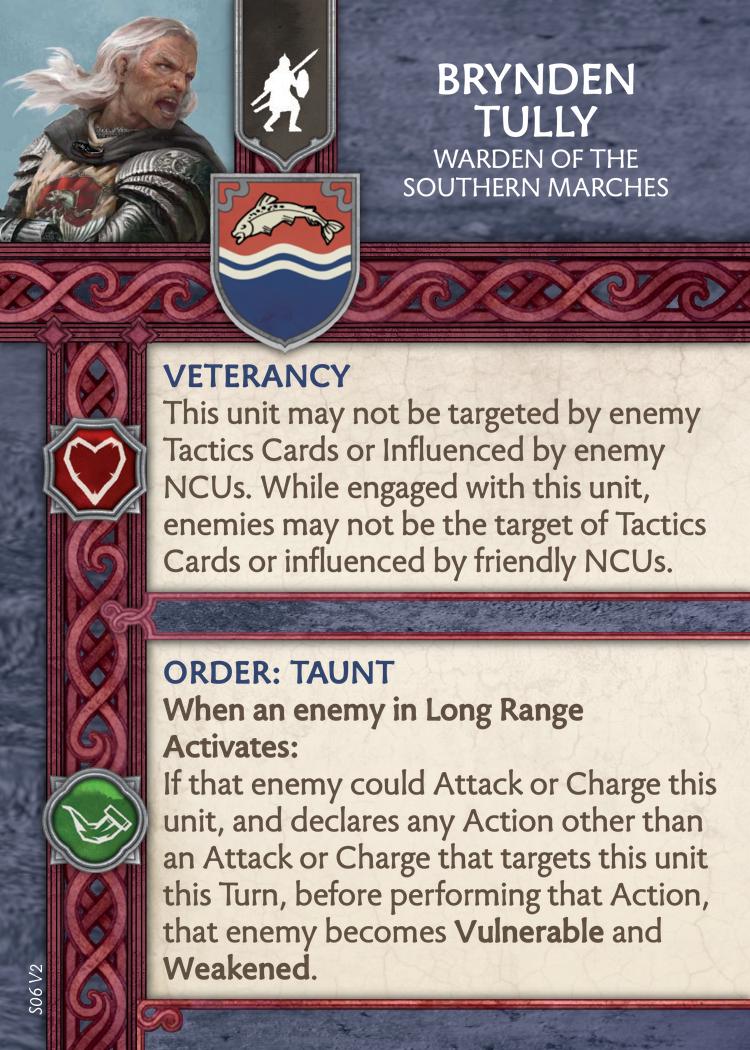 BRYNDEN
TULLY
WARDEN OF THE
SOUTHERN MARCHES
VETERANCY
This unit may not be targeted by enemy
Tactics Cards or Influenced by enemy
NCUs. While engaged with this unit,
enemies may not be the target of Tactics
Cards or influenced by friendly NCUs.
ORDER: TAUNT
When an enemy in Long Range
Activates:
If that enemy could Attack or Charge this
unit, and declares any Action other than
an Attack or Charge that targets this unit
this Turn, before performing that Action,
that enemy becomes Vulnerable and
Weakened.
S06 V2